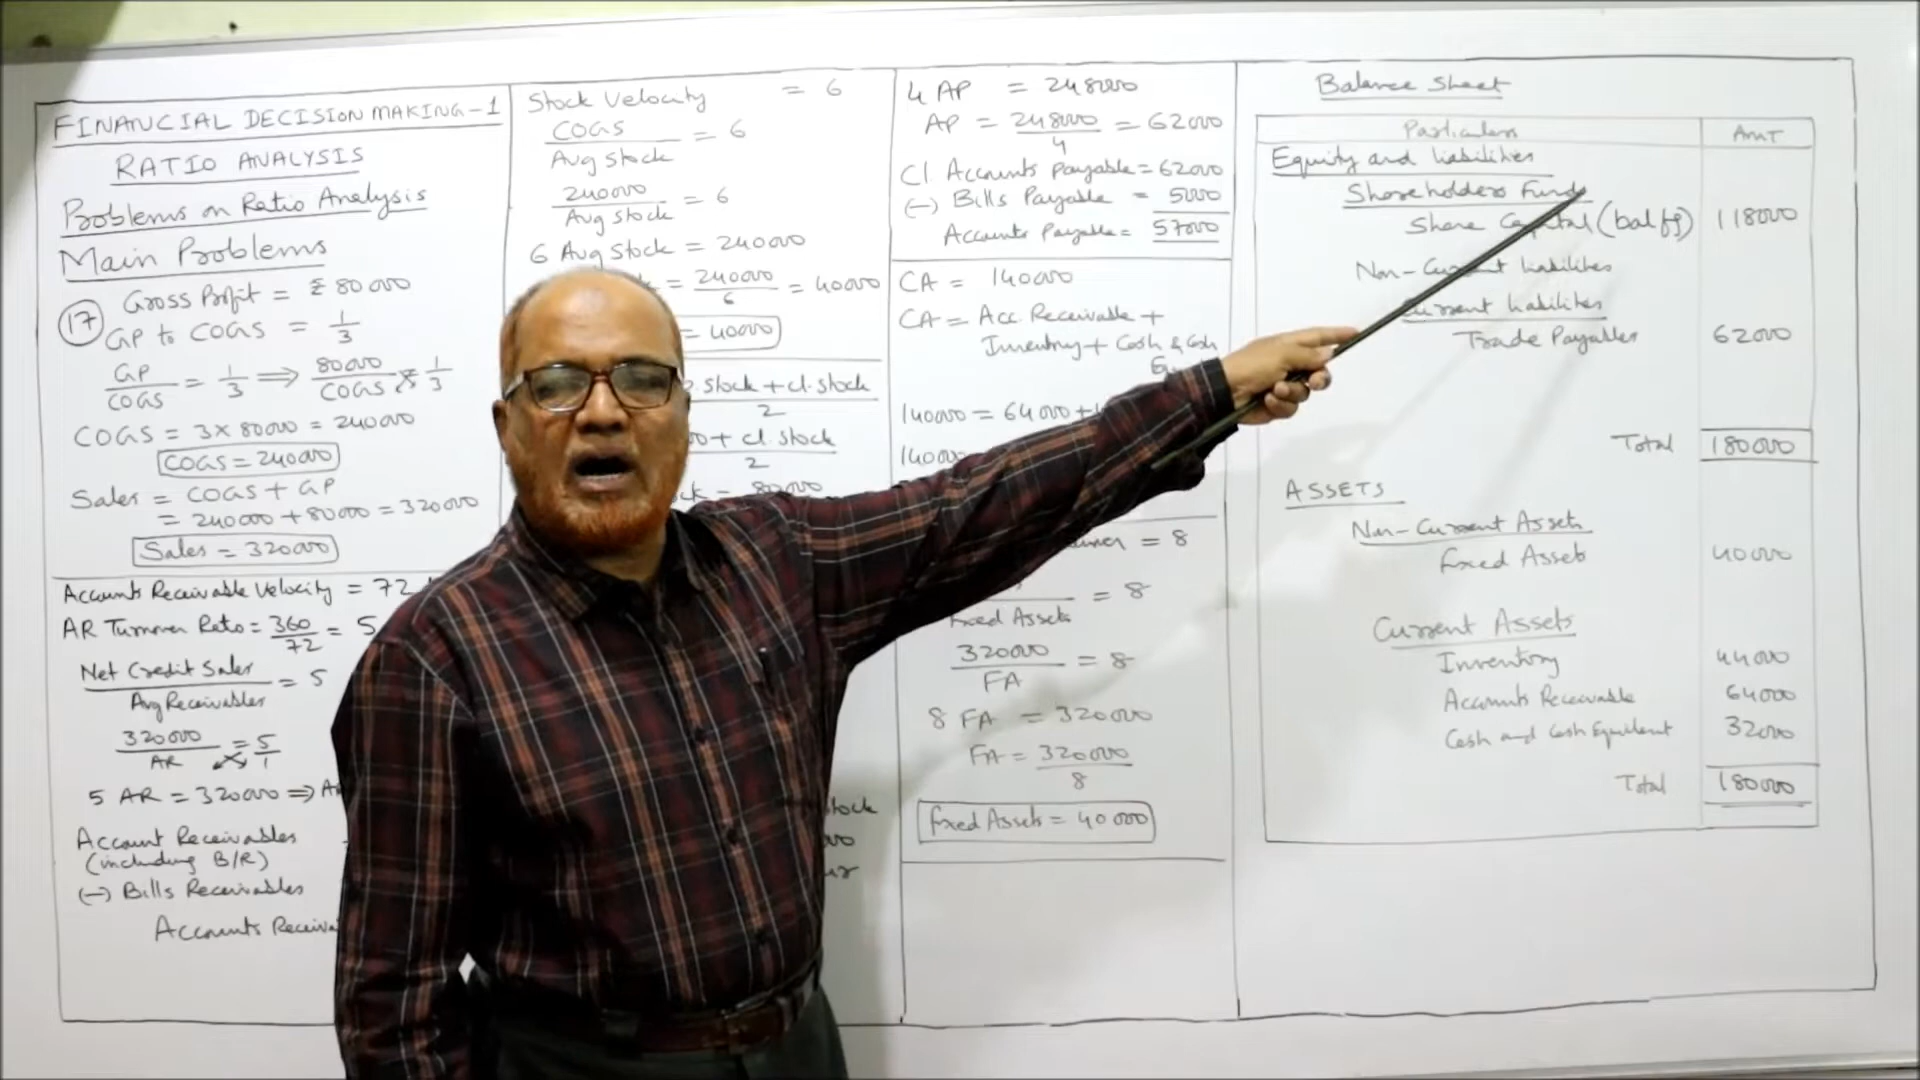 FINANCIAL DECISION MAKING-1
RATIO ANALYSIS
Problems on Ratio Analysis
Main Problems
17 Gross Profit = ₹ 80000
GP to COGS = 1/3
GP/COGS = 1/3 ⟹ 80000/COGS = 1/3
COGS = 3 x 80000 = 240000
COGS = 240000
Sales = COGS + GP
= 240000 + 80000 = 320000
Sales = 320000
Accounts Receivable Velocity = 72
AR Turnover Ratio = 360/72 = 5
Net Credit Sales/Avg Receivables = 5
320000/AR = 5/1
5 AR = 320000 ⟹
Account Receivables
(including B/R)
(-) Bills Receivables
Accounts
Stock Velocity = 6
COGS/Avg Stock = 6
240000/Avg Stock = 6
6 Avg Stock = 240000
= 240000/6 = 40000
= 40000
stock + cl. stock
2
+ cl. stock
2
= 80000
4 AP = 248000
AP = 248000/4 = 62000
Cl. Accounts Payable = 62000
(-) Bills Payable = 5000
Accounts Payable = 57000
CA = 140000
CA = Acc. Receivable +
Inventory + Cash & Cash
140000 = 64000 +
140000
= 8
Fixed Assets = 8
320000/FA = 8
8 FA = 320000
FA = 320000/8
Fixed Assets = 40000
Balance Sheet
Particulars AMT
Equity and liabilities
Shareholders Funds
Share Capital (bal fg) 118000
Non-Current liabilities
Current liabilities
Trade Payables 62000
Total 180000
ASSETS
Non-Current Assets
Fixed Assets 40000
Current Assets
Inventory 44000
Accounts Receivable 64000
Cash and Cash Equivalent 32000
Total 180000